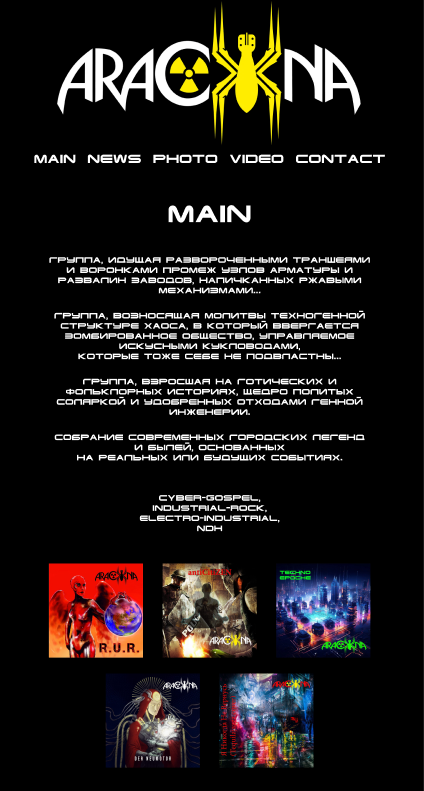 ARACHNA
MAIN NEWS PHOTO VIDEO CONTACT
MAIN
ГРУППА, ИДУЩАЯ РАЗВОРОЧЕННЫМИ ТРАНШЕЯМИ
И ВОРОНКАМИ ПРОМЕЖ УЗЛОВ АРМАТУРЫ И
РАЗВАЛИН ЗАВОДОВ, НАПИЧКАННЫХ РЖАВЫМИ
МЕХАНИЗМАМИ...
ГРУППА, ВОЗНОСЯЩАЯ МОЛИТВЫ ТЕХНОГЕННОЙ
СТРУКТУРЕ ХАОСА, В КОТОРЫЙ ВВЕРГАЕТСЯ
ЗОМБИРОВАННОЕ ОБЩЕСТВО, УПРАВЛЯЕМОЕ
ИСКУСНЫМИ КУКЛОВОДАМИ,
КОТОРЫЕ ТОЖЕ СЕБЕ НЕ ПОДВЛАСТНЫ...
ГРУППА, ВЗРОСШАЯ НА ГОТИЧЕСКИХ И
ФОЛЬКЛОРНЫХ ИСТОРИЯХ, ЩЕДРО ПОЛИТЫХ
СОЛЯРКОЙ И УДОБРЕННЫХ ОТХОДАМИ ГЕННОЙ
ИНЖЕНЕРИИ.
СОБРАНИЕ СОВРЕМЕННЫХ ГОРОДСКИХ ЛЕГЕНД
И БЫЛЕЙ, ОСНОВАННЫХ
НА РЕАЛЬНЫХ ИЛИ БУДУЩИХ СОБЫТИЯХ.
CYBER-GOSPEL,
INDUSTRIAL-ROCK,
ELECTRO-INDUSTRIAL,
NDH
ARACHNA
R.U.R.
ARACHNA
TECHNO
EPOCHE
ARACHNA
ARACHNA
DER NEUROTOR
ARACHNA